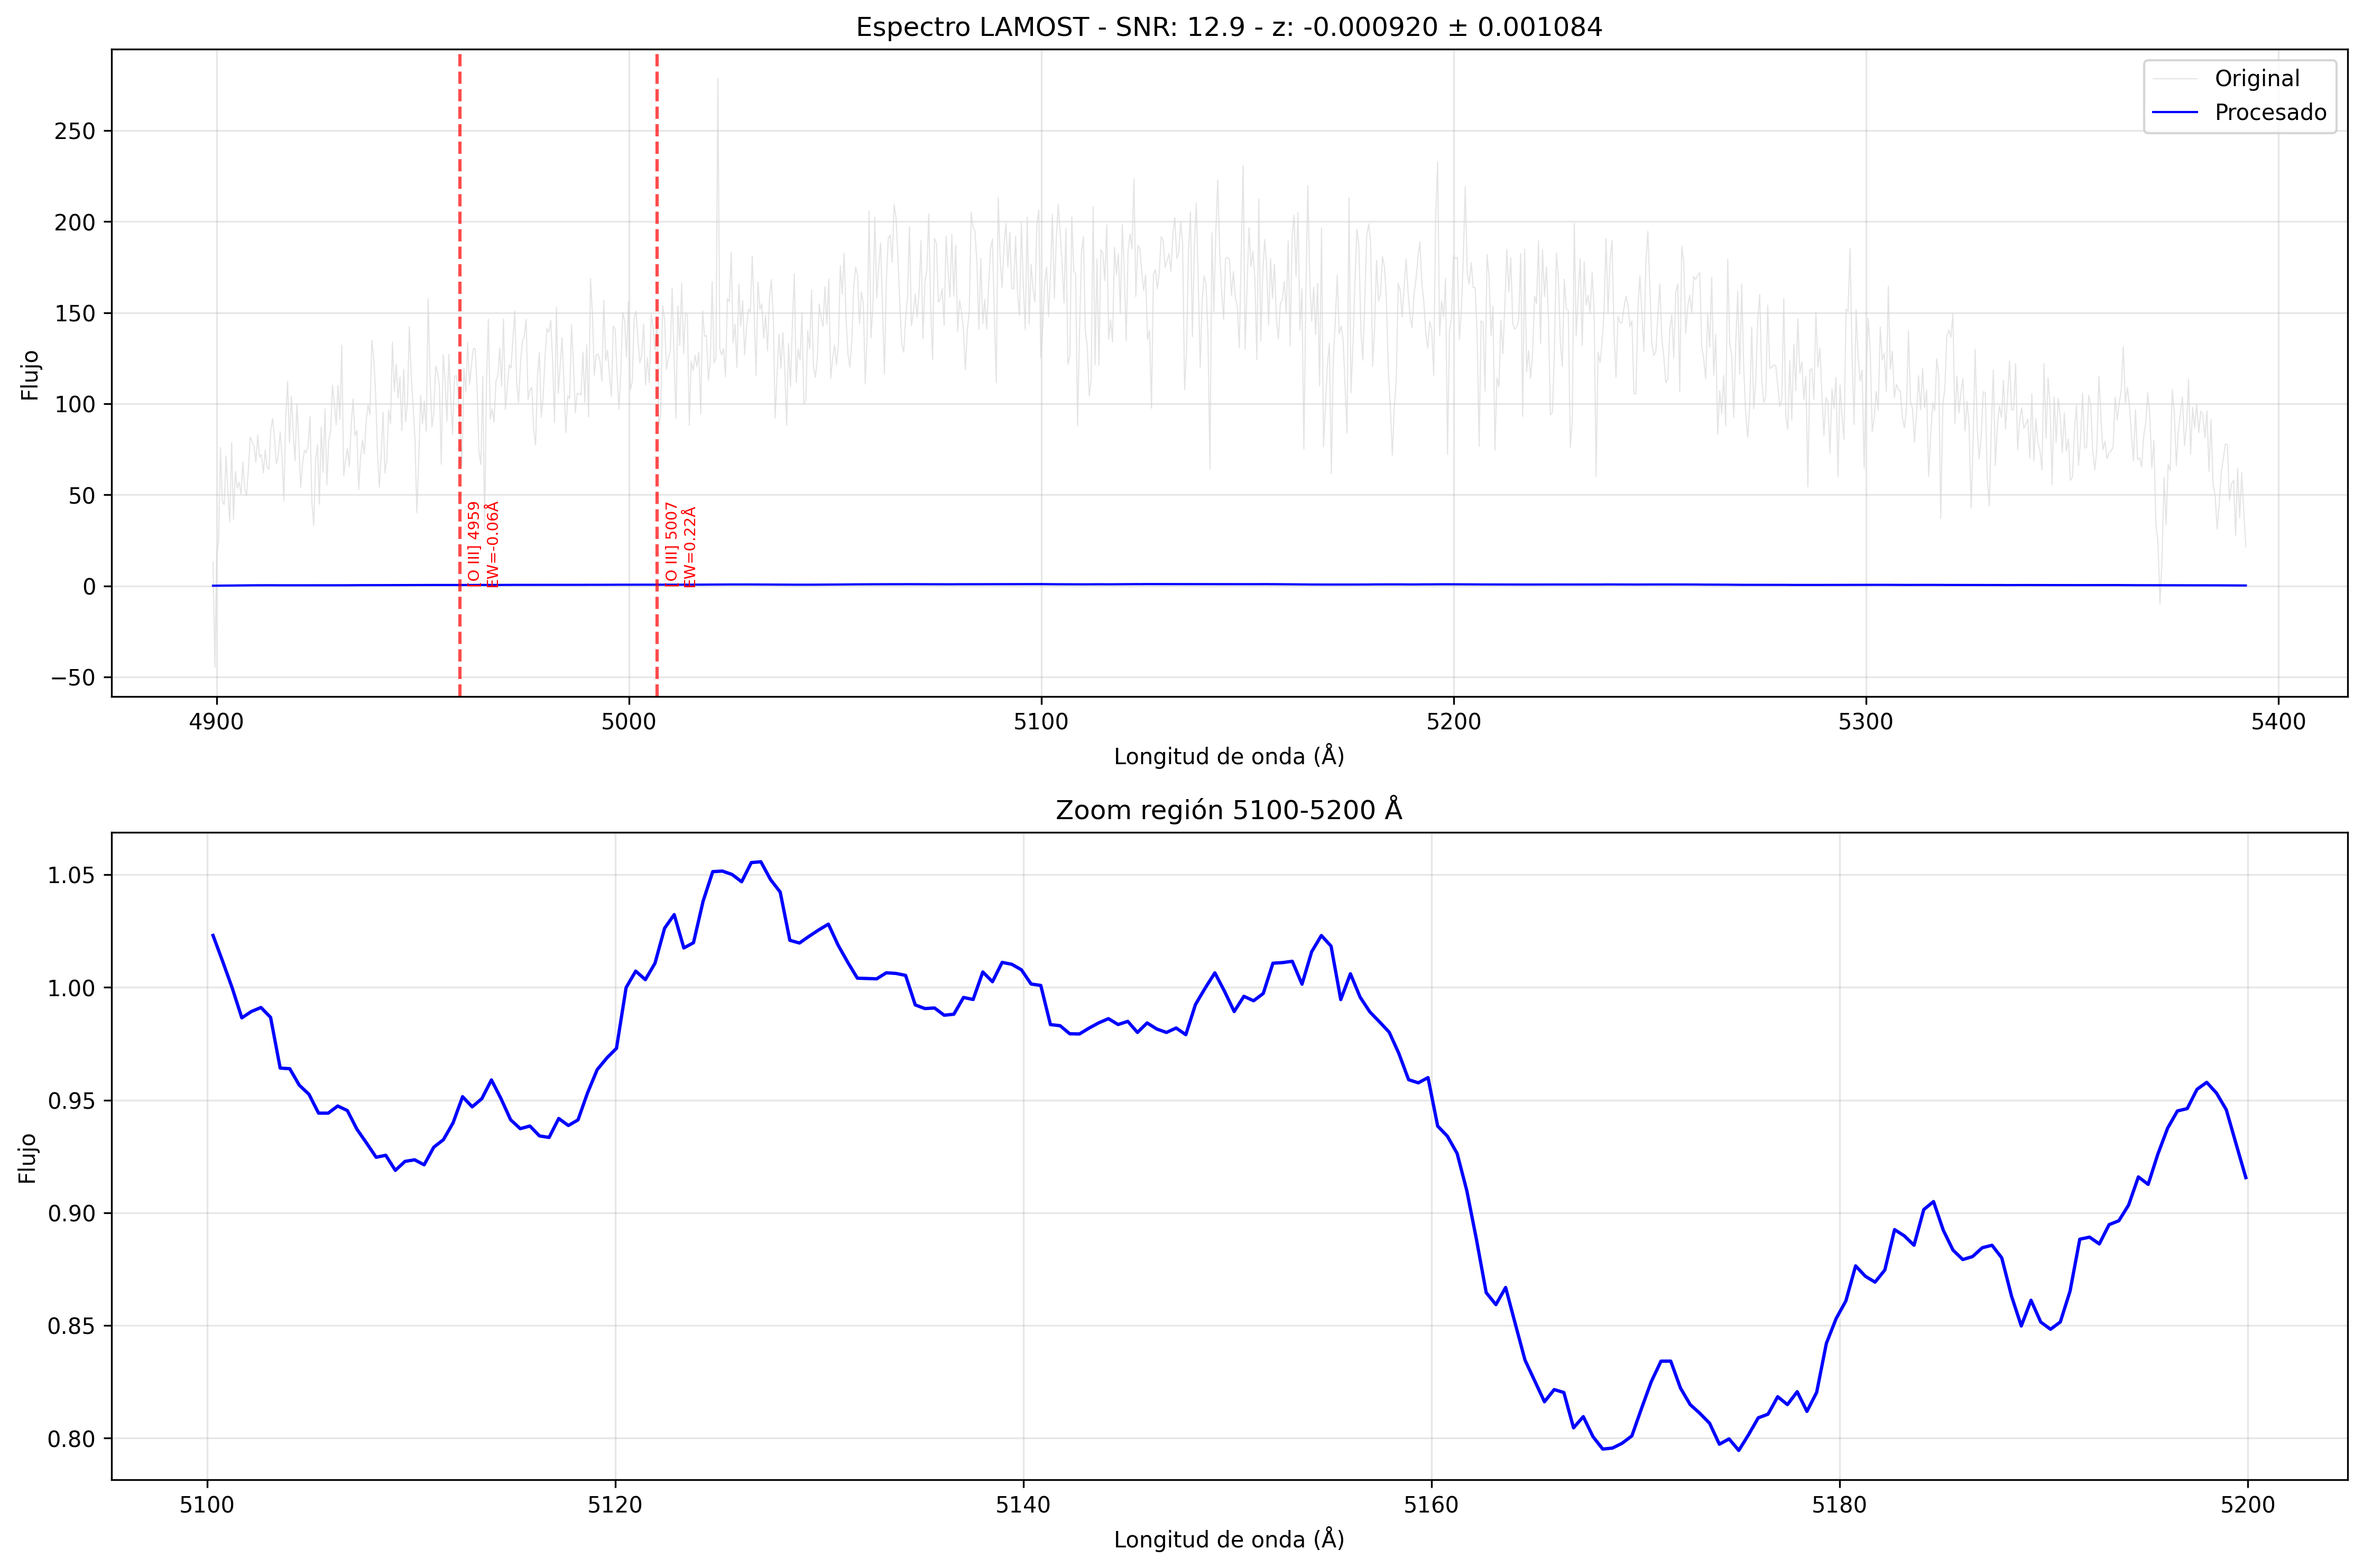 Espectro LAMOST - SNR: 12.9 - z: -0.000920 ± 0.001084
Original
Procesado
250
200
150
100
50
0
−50
Flujo
[O III] 4959
EW=-0.06Å
[O III] 5007
EW=0.22Å
4900
5000
5100
5200
5300
5400
Longitud de onda (Å)
Zoom región 5100-5200 Å
1.05
1.00
0.95
0.90
0.85
0.80
Flujo
5100
5120
5140
5160
5180
5200
Longitud de onda (Å)